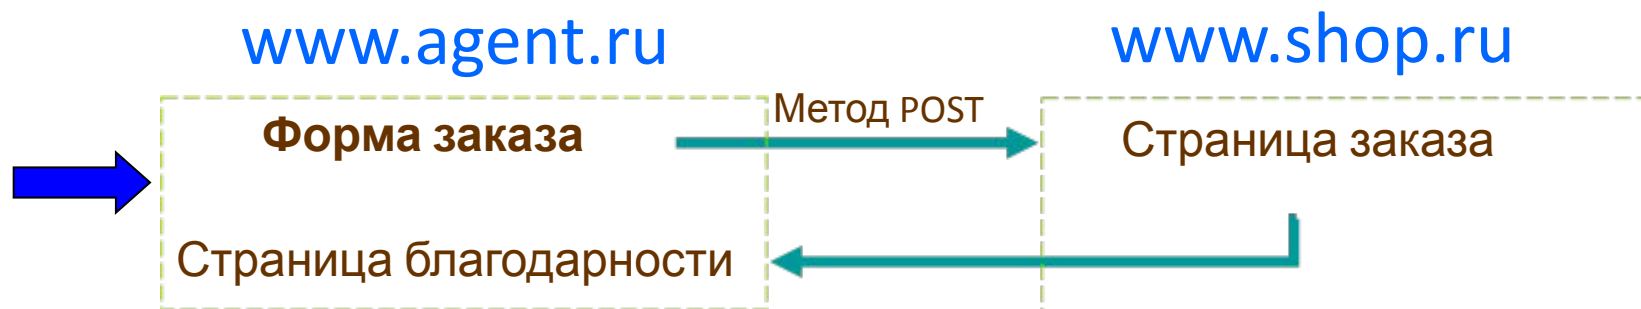 www.agent.ru
www.shop.ru
Форма заказа
Метод POST
Страница заказа
Страница благодарности